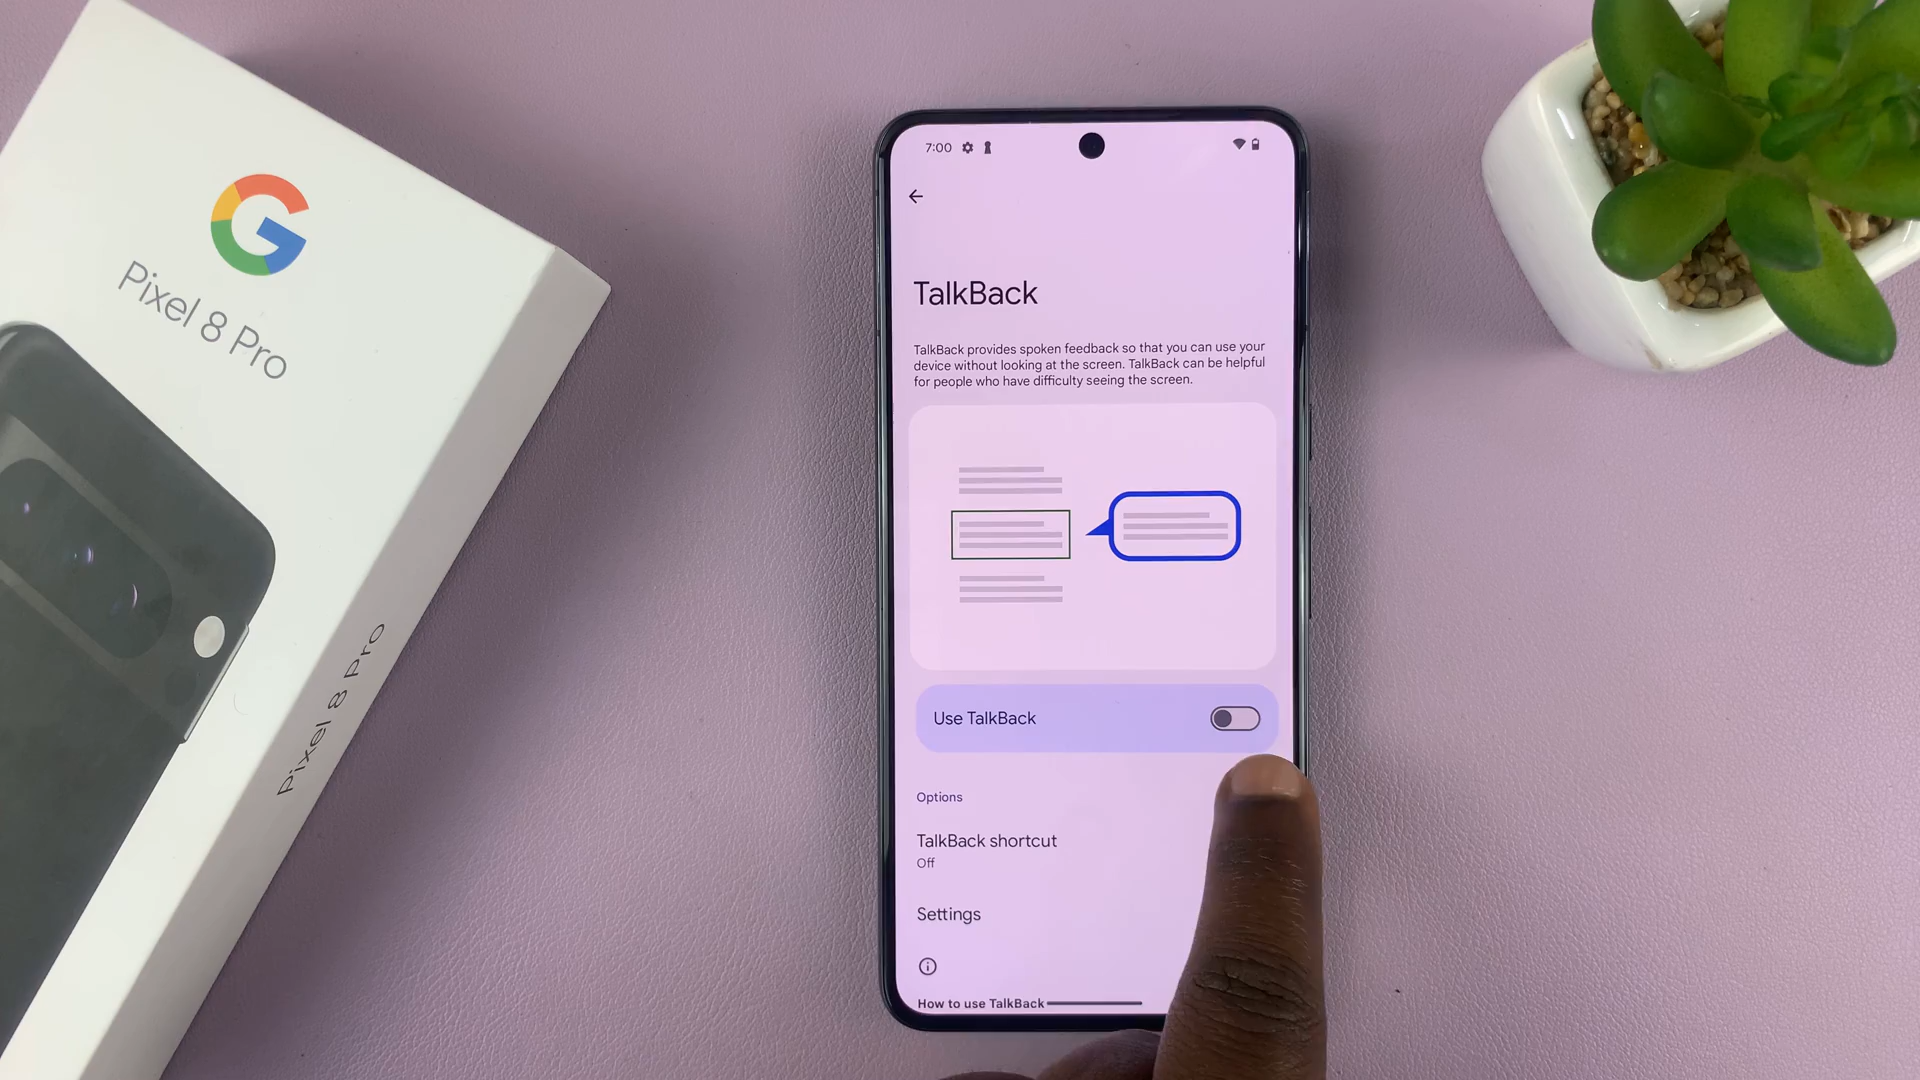 Pixel 8 Pro
Pixel 8 Pro
7:00
TalkBack
TalkBack provides spoken feedback so that you can use your
device without looking at the screen. TalkBack can be helpful
for people who have difficulty seeing the screen.
Use TalkBack
Options
TalkBack shortcut
Off
Settings
How to use TalkBack